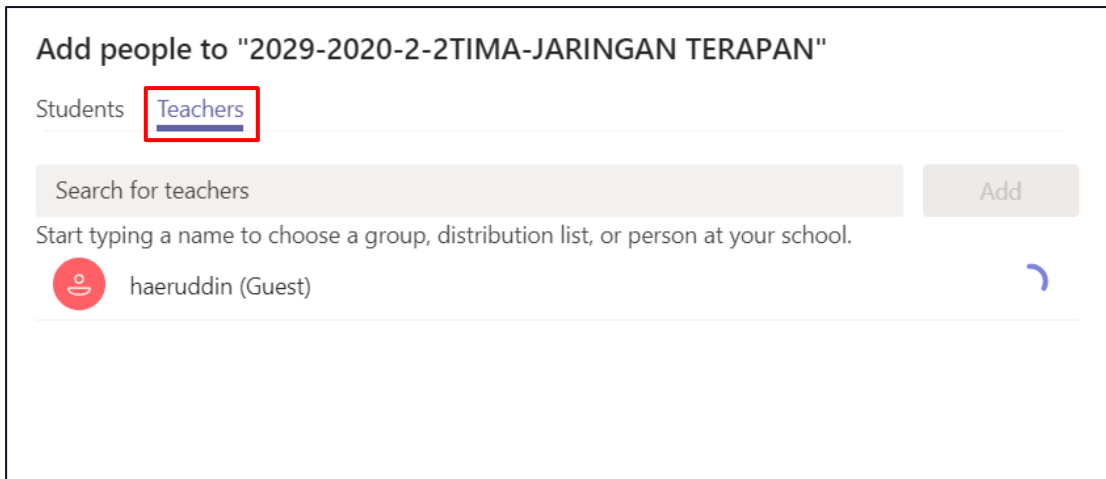 Add people to "2029-2020-2-2TIMA-JARINGAN TERAPAN"
Students Teachers
Search for teachers Add
Start typing a name to choose a group, distribution list, or person at your school.
haeruddin (Guest)